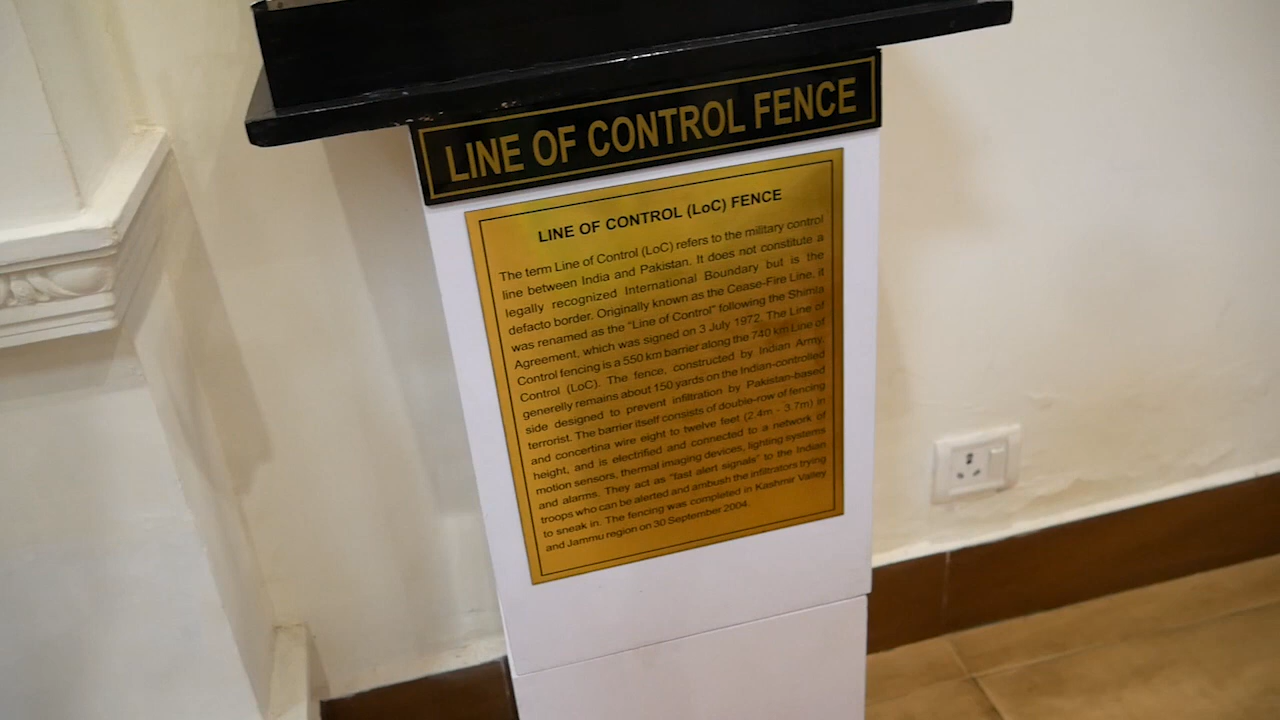 LINE OF CONTROL FENCE
LINE OF CONTROL (LoC) FENCE
The term Line of Control (LoC) refers to the military control
line between India and Pakistan. It does not constitute a
legally recognized International Boundary but is the
defacto border. Originally known as the Cease-Fire Line, it
was renamed as the "Line of Control" following the Shimla
Agreement, which was signed on 3 July 1972. The Line of
Control fencing is a 550 km barrier along the 740 km Line of
Control (LoC). The fence, constructed by Indian Army,
generelly remains about 150 yards on the Indian-controlled
side designed to prevent infiltration by Pakistan-based
terrorist. The barrier itself consists of double-row of fencing
and concertina wire eight to twelve feet (2.4m - 3.7m) in
height, and is electrified and connected to a network of
motion sensors, thermal imaging devices, lighting systems
and alarms. They act as "fast alert signals" to the Indian
troops who can be alerted and ambush the infiltrators trying
to sneak in. The fencing was completed in Kashmir Valley
and Jammu region on 30 September 2004.